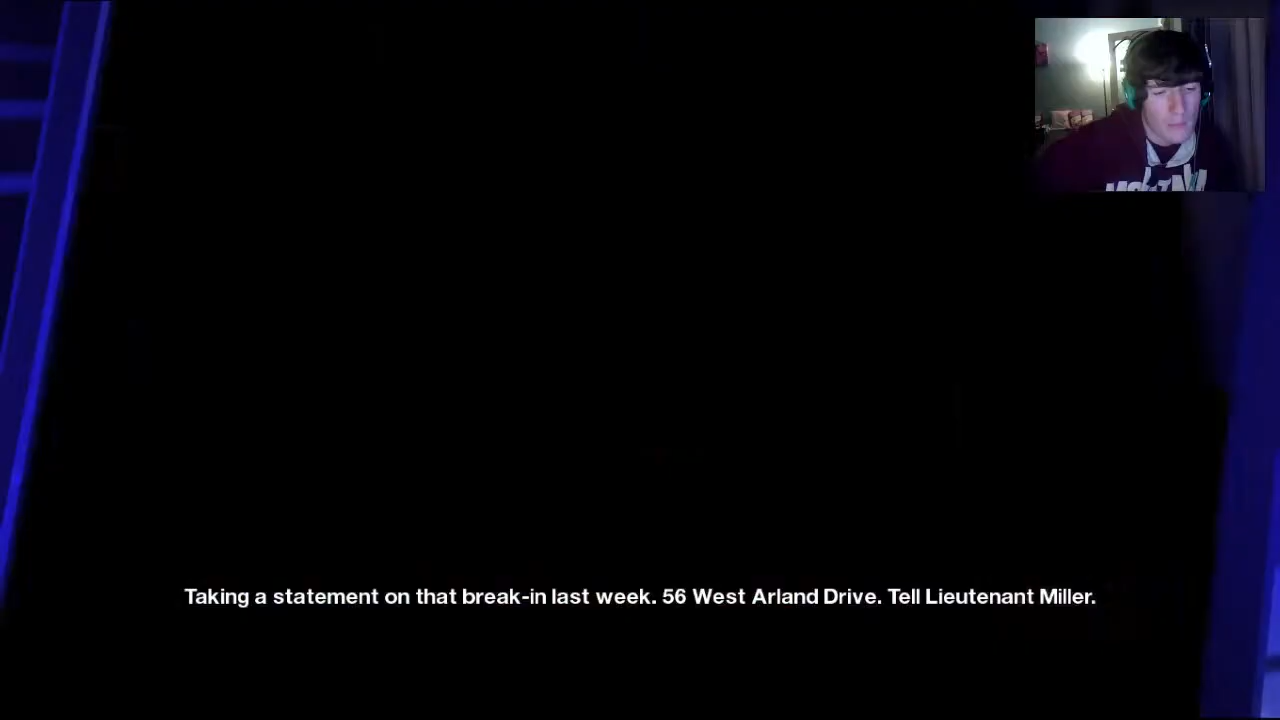 Taking a statement on that break-in last week. 56 West Arland Drive. Tell Lieutenant Miller.